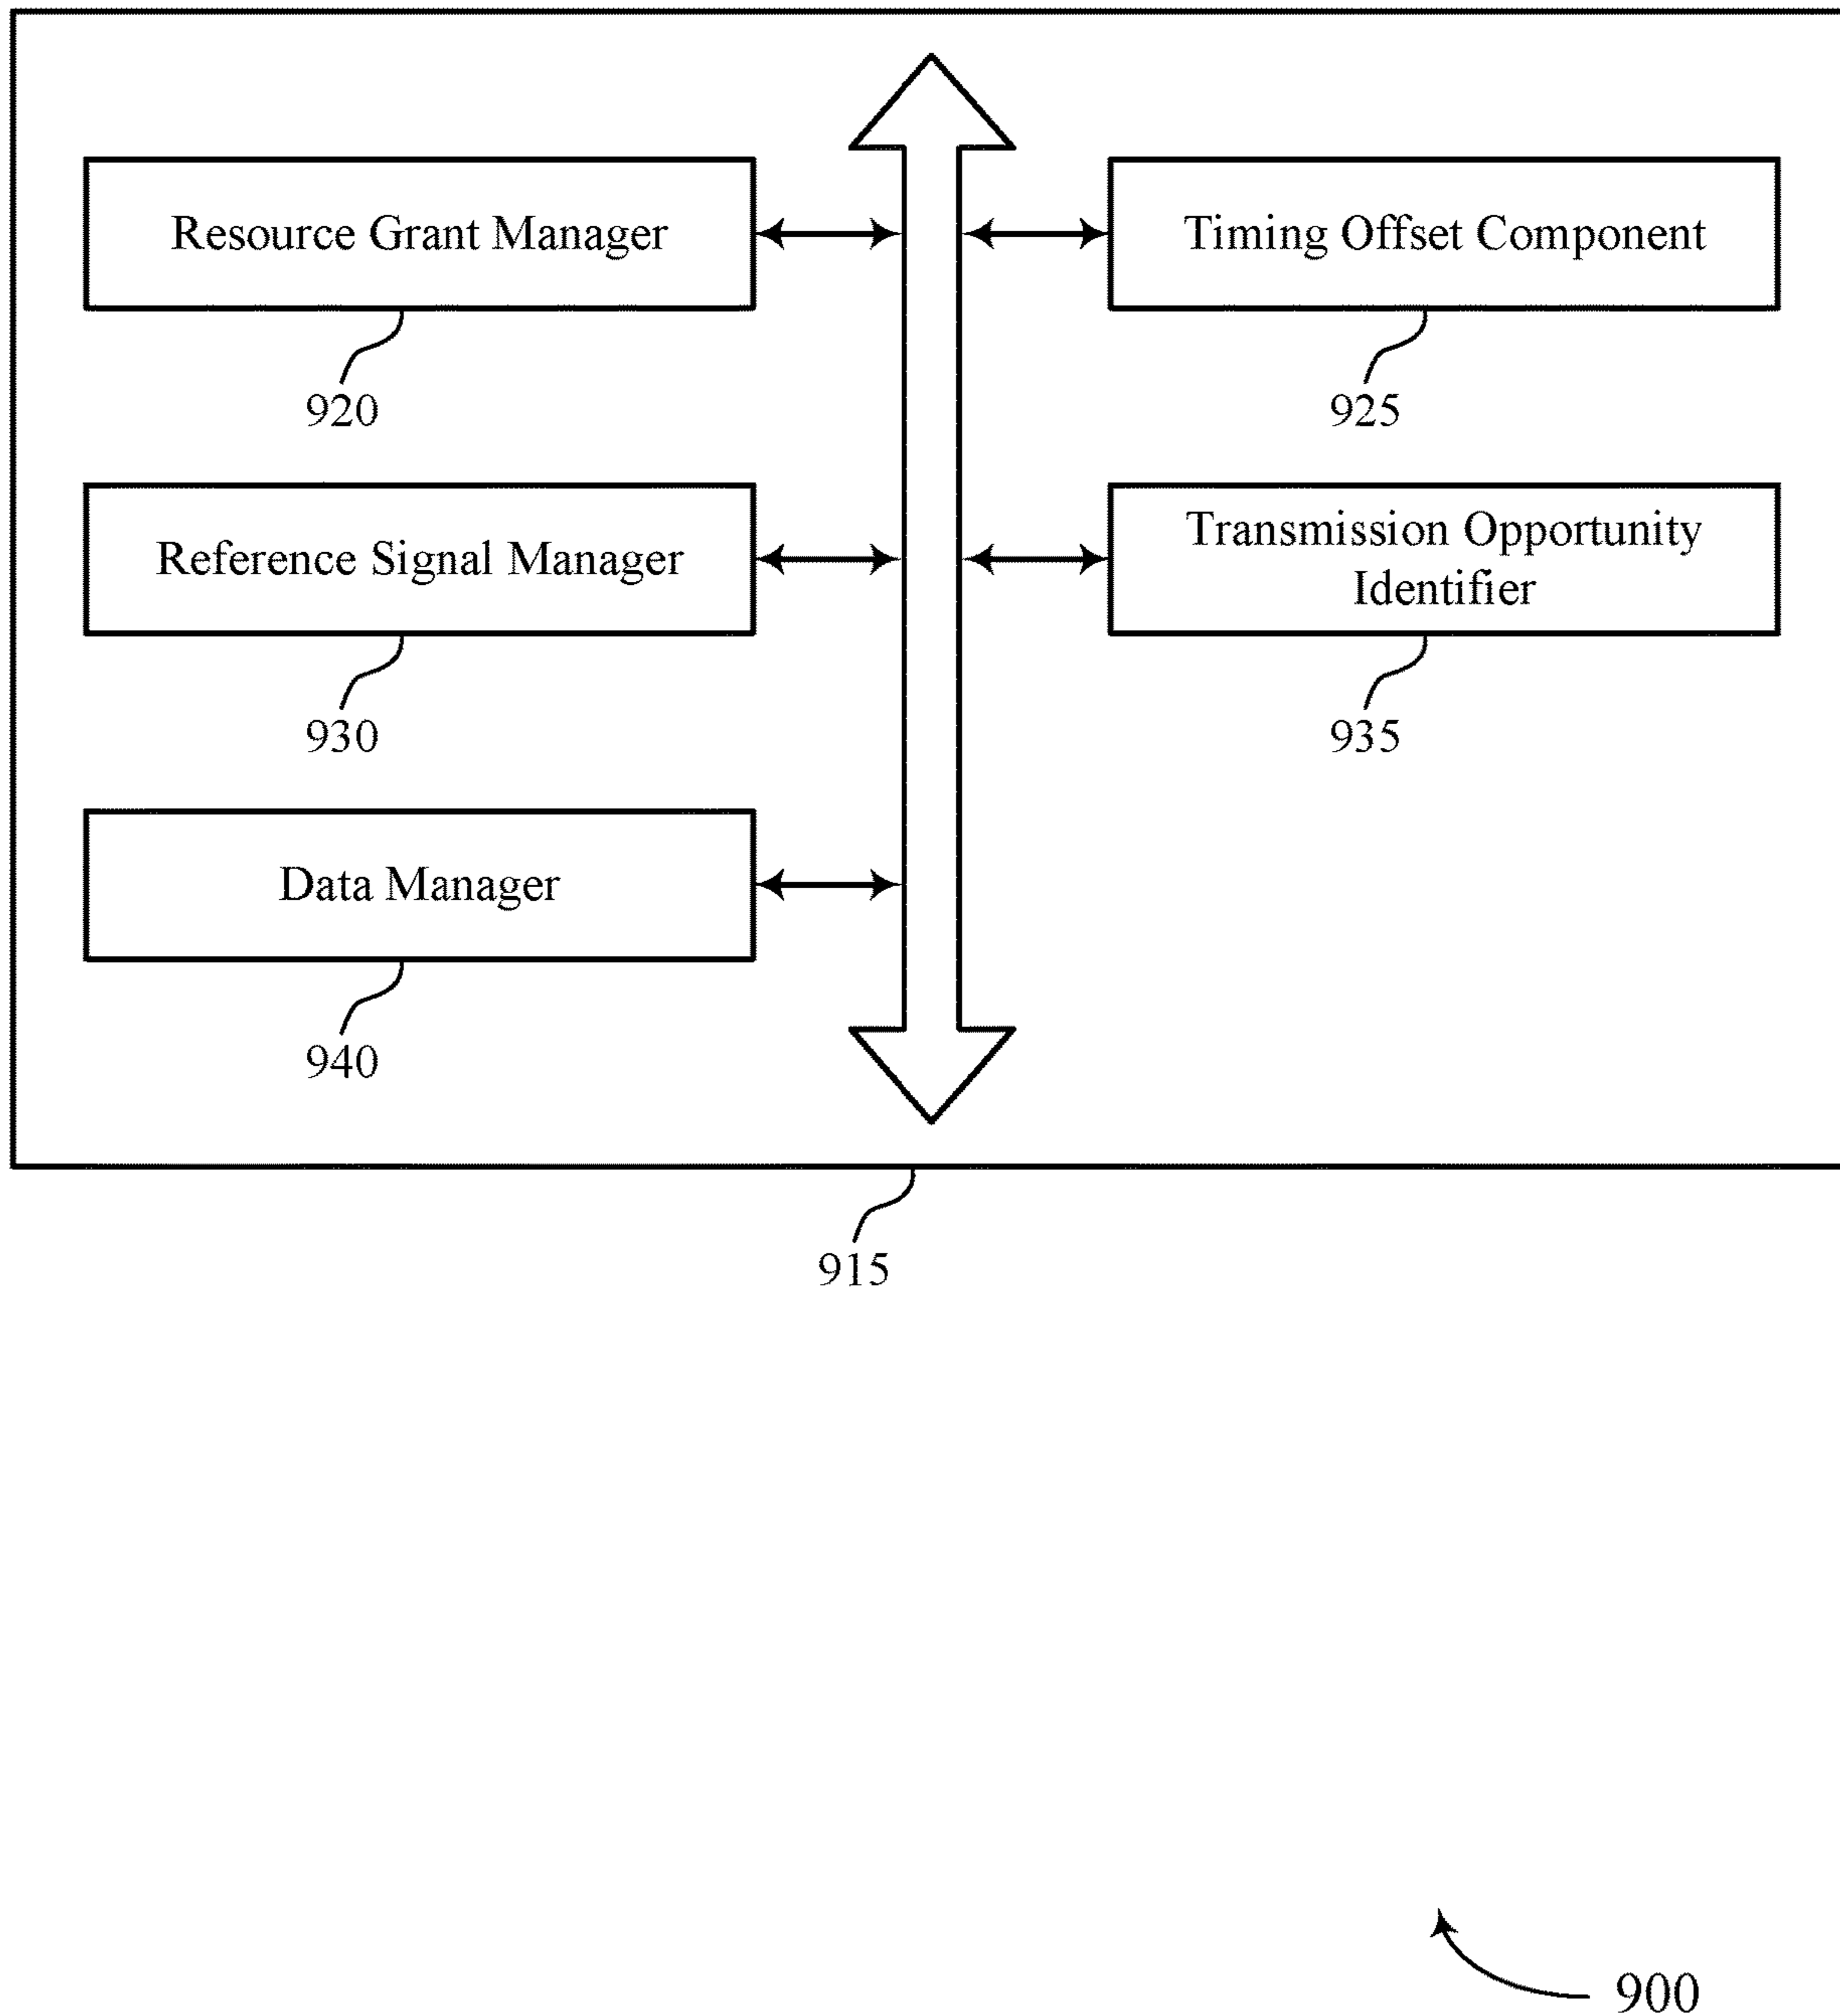 Resource Grant Manager
Timing Offset Component
920
925
Reference Signal Manager
Transmission Opportunity
Identifier
930
935
Data Manager
940
915
900